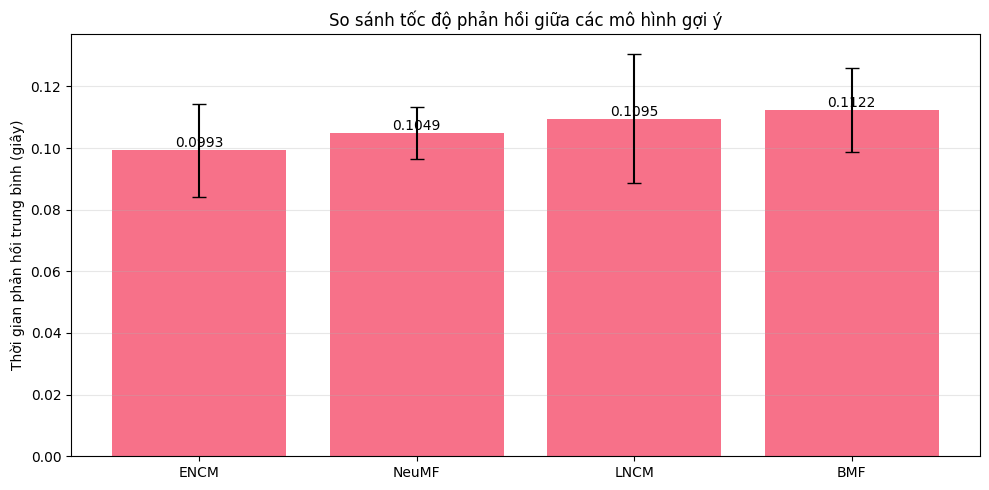 So sánh tốc độ phản hồi giữa các mô hình gợi ý
Thời gian phản hồi trung bình (giây)
0.12
0.10
0.08
0.06
0.04
0.02
0.00
0.0993
0.1049
0.1095
0.1122
ENCM
NeuMF
LNCM
BMF